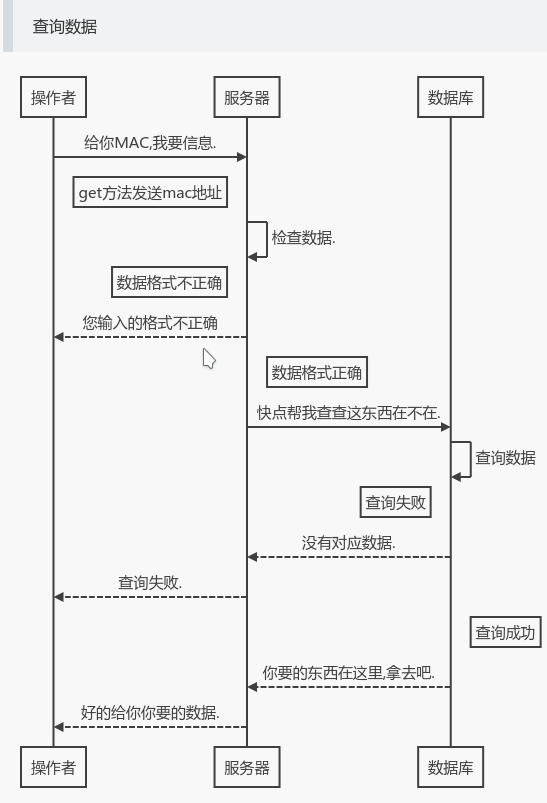 查询数据
操作者
服务器
数据库
给你MAC,我要信息.
get方法发送mac地址
检查数据.
数据格式不正确
您输入的格式不正确
数据格式正确
快点帮我查查这东西在不在.
查询数据
查询失败
没有对应数据.
查询失败.
查询成功
你要的东西在这里,拿去吧.
好的给你你要的数据.
操作者
服务器
数据库